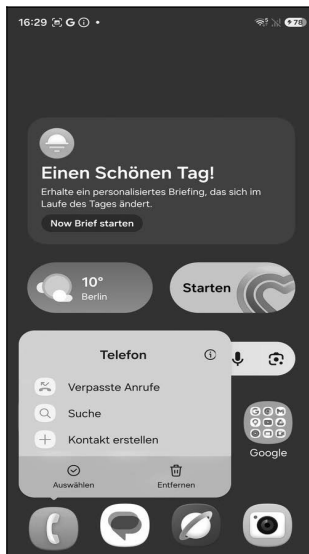 16:29
78
Einen Schönen Tag!
Erhalte ein personalisiertes Briefing, das sich im
Laufe des Tages ändert.
Now Brief starten
10°
Berlin
Starten
Telefon
Verpasste Anrufe
Suche
Kontakt erstellen
Auswählen
Entfernen
Google